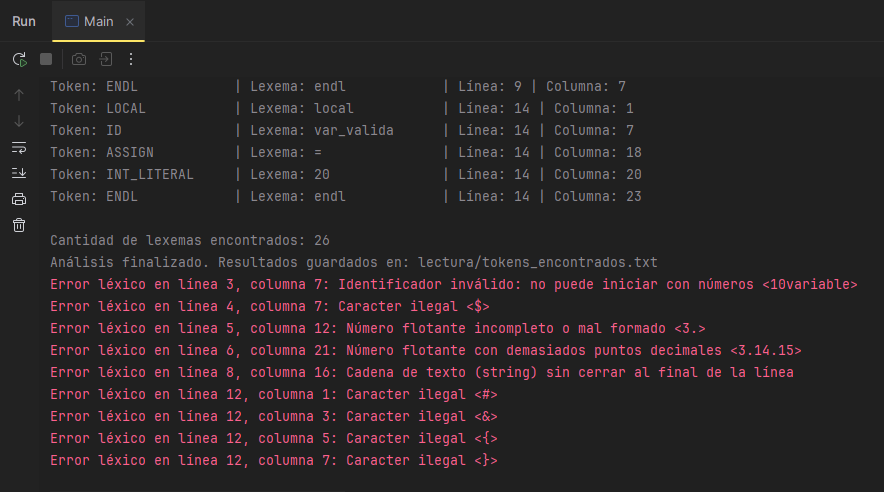 Run Main
Token: ENDL | Lexema: endl | Línea: 9 | Columna: 7
Token: LOCAL | Lexema: local | Línea: 14 | Columna: 1
Token: ID | Lexema: var_valida | Línea: 14 | Columna: 7
Token: ASSIGN | Lexema: = | Línea: 14 | Columna: 18
Token: INT_LITERAL | Lexema: 20 | Línea: 14 | Columna: 20
Token: ENDL | Lexema: endl | Línea: 14 | Columna: 23
Cantidad de lexemas encontrados: 26
Análisis finalizado. Resultados guardados en: lectura/tokens_encontrados.txt
Error léxico en línea 3, columna 7: Identificador inválido: no puede iniciar con números <10variable>
Error léxico en línea 4, columna 7: Caracter ilegal <$>
Error léxico en línea 5, columna 12: Número flotante incompleto o mal formado <3.>
Error léxico en línea 6, columna 21: Número flotante con demasiados puntos decimales <3.14.15>
Error léxico en línea 8, columna 16: Cadena de texto (string) sin cerrar al final de la línea
Error léxico en línea 12, columna 1: Caracter ilegal <#>
Error léxico en línea 12, columna 3: Caracter ilegal <&>
Error léxico en línea 12, columna 5: Caracter ilegal <{>
Error léxico en línea 12, columna 7: Caracter ilegal <}>